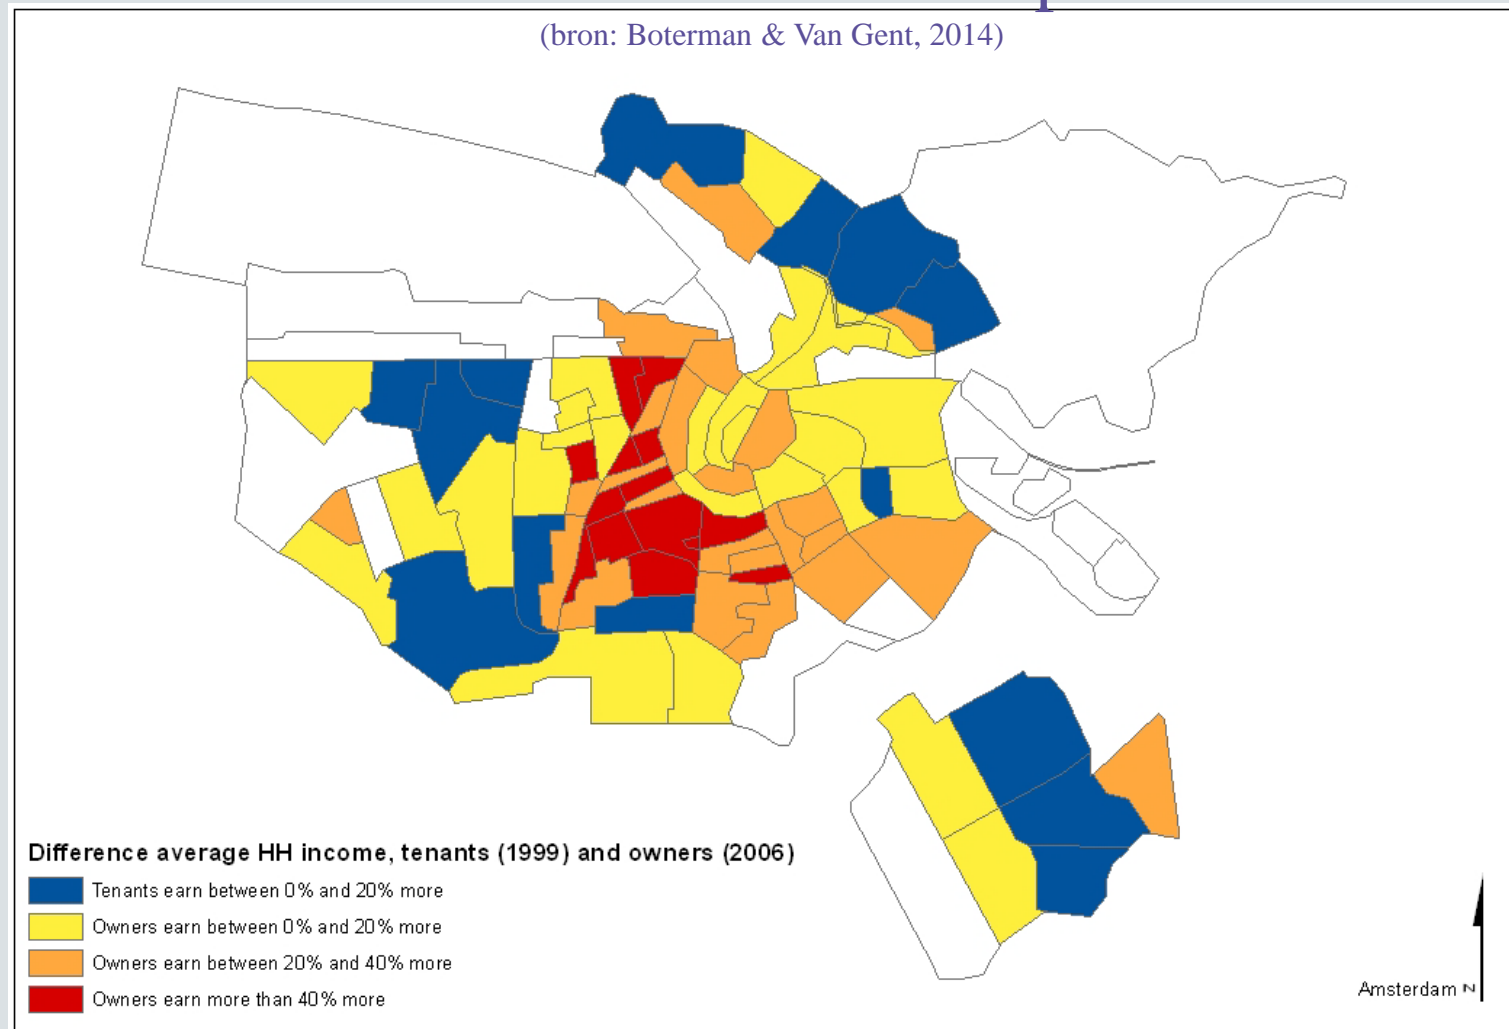 (bron: Boterman & Van Gent, 2014)
Difference average HH income, tenants (1999) and owners (2006)
Tenants earn between 0% and 20% more
Owners earn between 0% and 20% more
Owners earn between 20% and 40% more
Owners earn more than 40% more
Amsterdam N